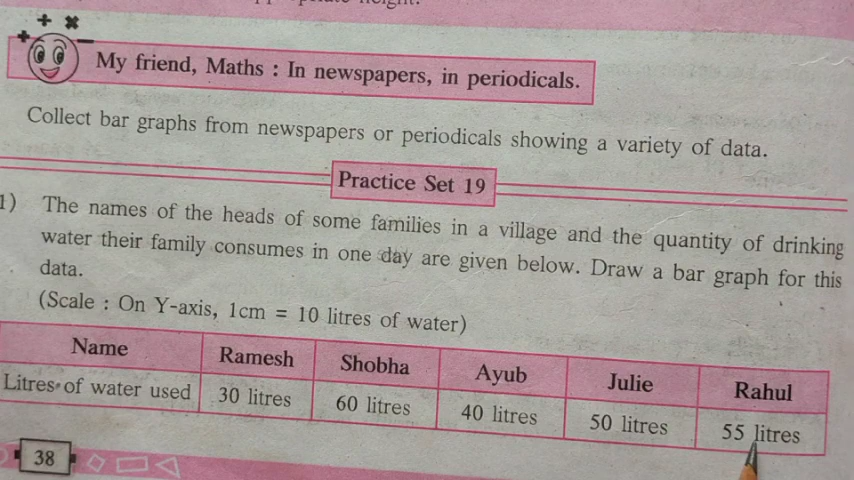 height.
My friend, Maths : In newspapers, in periodicals.
Collect bar graphs from newspapers or periodicals showing a variety of data.
Practice Set 19
1) The names of the heads of some families in a village and the quantity of drinking
water their family consumes in one day are given below. Draw a bar graph for this
data.
(Scale : On Y-axis, 1cm = 10 litres of water)
Name Ramesh Shobha Ayub Julie Rahul
Litres of water used 30 litres 60 litres 40 litres 50 litres 55 litres
38